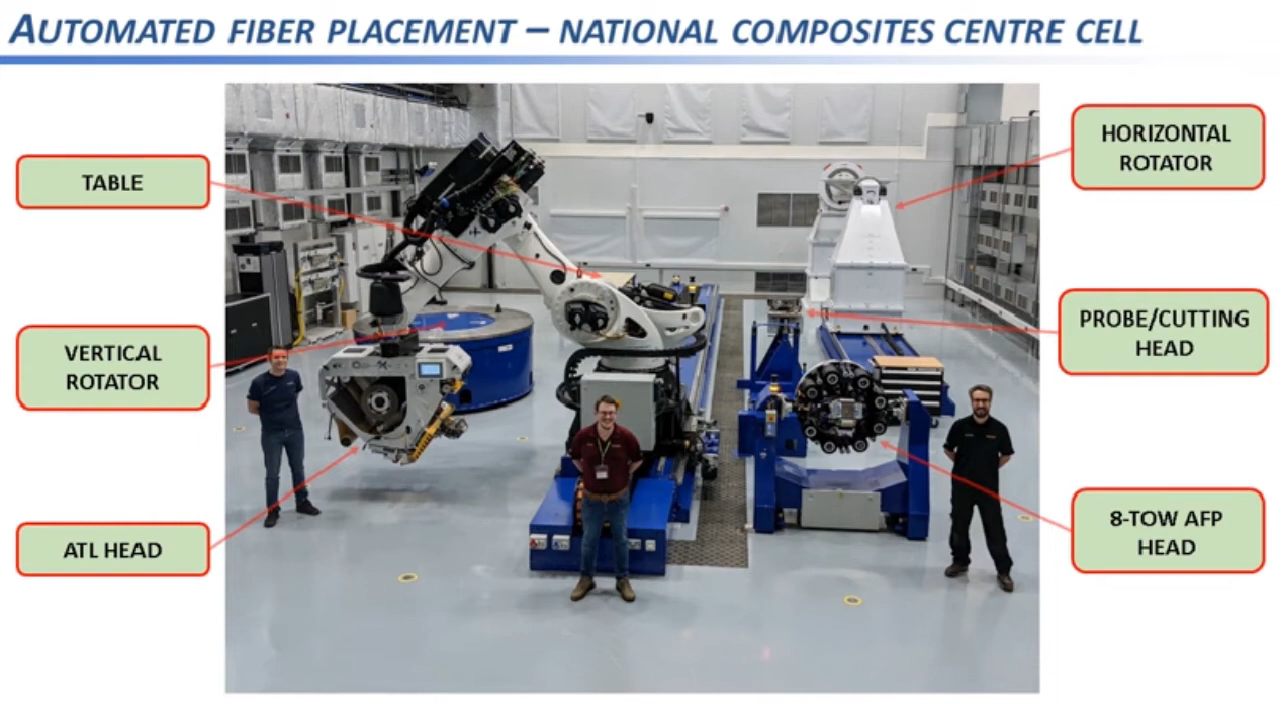 AUTOMATED FIBER PLACEMENT – NATIONAL COMPOSITES CENTRE CELL
TABLE
VERTICAL
ROTATOR
ATL HEAD
HORIZONTAL
ROTATOR
PROBE/CUTTING
HEAD
8-TOW AFP
HEAD